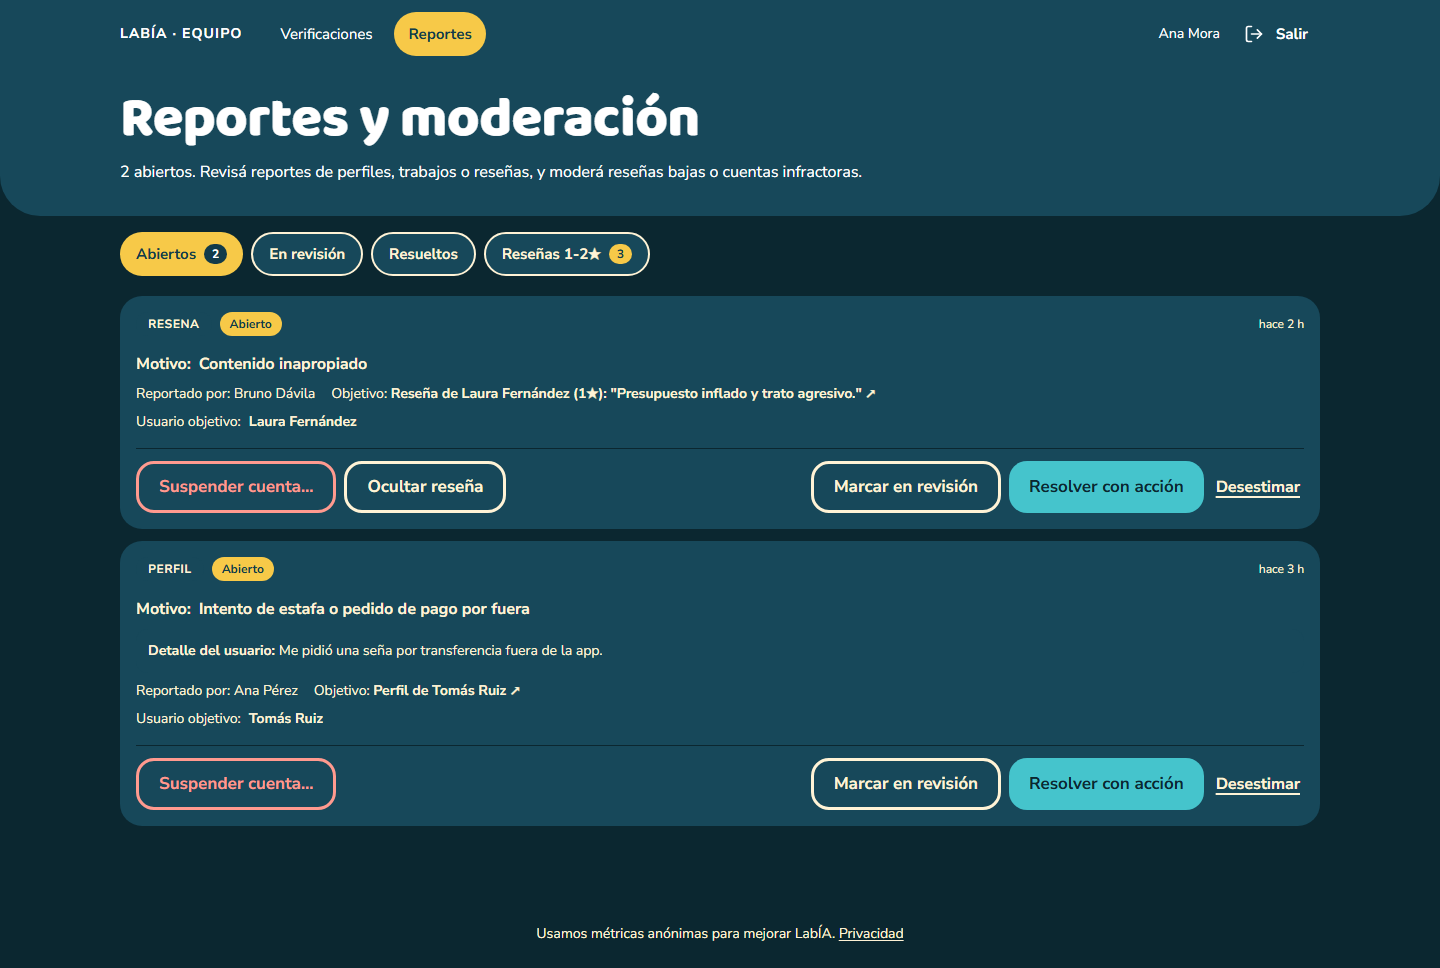 LABÍA · EQUIPO Verificaciones Reportes Ana Mora Salir
Reportes y moderación
2 abiertos. Revisá reportes de perfiles, trabajos o reseñas, y moderá reseñas bajas o cuentas infractoras.
Abiertos 2 En revisión Resueltos Reseñas 1-2★ 3
RESENA Abierto hace 2 h
Motivo: Contenido inapropiado
Reportado por: Bruno Dávila Objetivo: Reseña de Laura Fernández (1★): "Presupuesto inflado y trato agresivo." ↗
Usuario objetivo: Laura Fernández
Suspender cuenta... Ocultar reseña Marcar en revisión Resolver con acción Desestimar
PERFIL Abierto hace 3 h
Motivo: Intento de estafa o pedido de pago por fuera
Detalle del usuario: Me pidió una seña por transferencia fuera de la app.
Reportado por: Ana Pérez Objetivo: Perfil de Tomás Ruiz ↗
Usuario objetivo: Tomás Ruiz
Suspender cuenta... Marcar en revisión Resolver con acción Desestimar
Usamos métricas anónimas para mejorar LabÍA. Privacidad